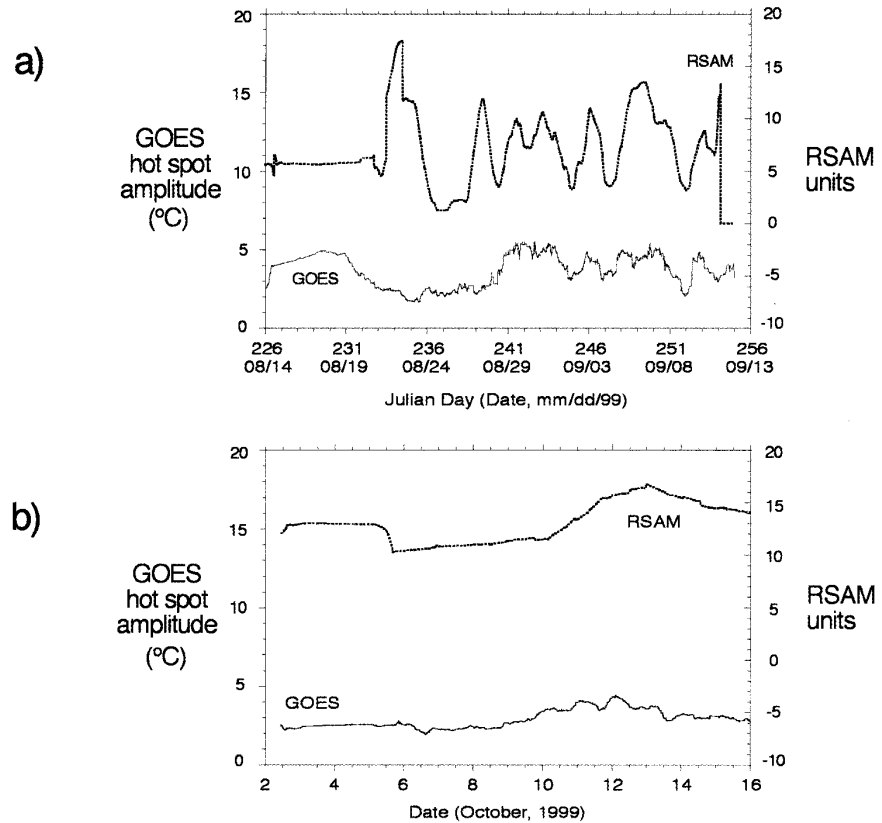 a)
GOES
hot spot
amplitude
(ºC)
20
15
10
5
0
RSAM
GOES
20
15
10
5
0
-5
-10
RSAM
units
226 231 236 241 246 251 256
08/14 08/19 08/24 08/29 09/03 09/08 09/13
Julian Day (Date, mm/dd/99)
b)
GOES
hot spot
amplitude
(ºC)
20
15
10
5
0
RSAM
GOES
20
15
10
5
0
-5
-10
RSAM
units
2 4 6 8 10 12 14 16
Date (October, 1999)